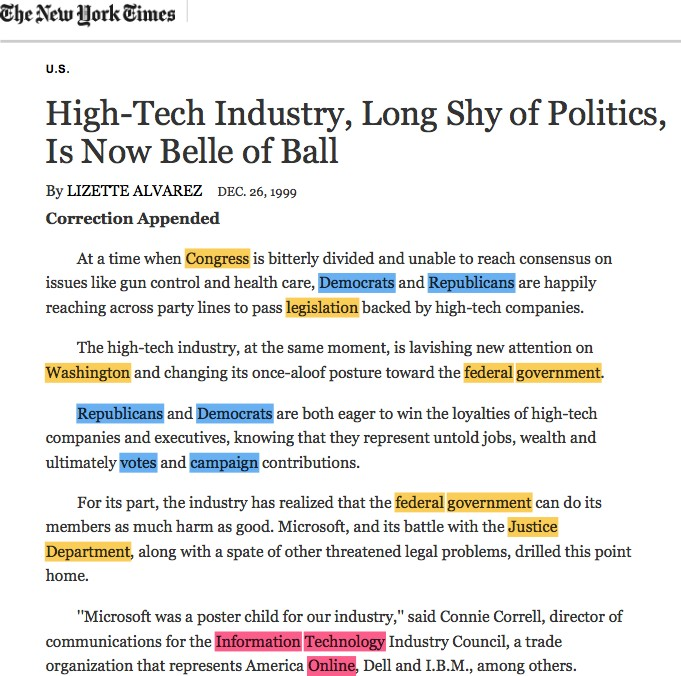 The New York Times
U.S.
High-Tech Industry, Long Shy of Politics,
Is Now Belle of Ball
By LIZETTE ALVAREZ DEC. 26, 1999
Correction Appended
At a time when Congress is bitterly divided and unable to reach consensus on
issues like gun control and health care, Democrats and Republicans are happily
reaching across party lines to pass legislation backed by high-tech companies.
The high-tech industry, at the same moment, is lavishing new attention on
Washington and changing its once-aloof posture toward the federal government.
Republicans and Democrats are both eager to win the loyalties of high-tech
companies and executives, knowing that they represent untold jobs, wealth and
ultimately votes and campaign contributions.
For its part, the industry has realized that the federal government can do its
members as much harm as good. Microsoft, and its battle with the Justice
Department, along with a spate of other threatened legal problems, drilled this point
home.
"Microsoft was a poster child for our industry," said Connie Correll, director of
communications for the Information Technology Industry Council, a trade
organization that represents America Online, Dell and I.B.M., among others.